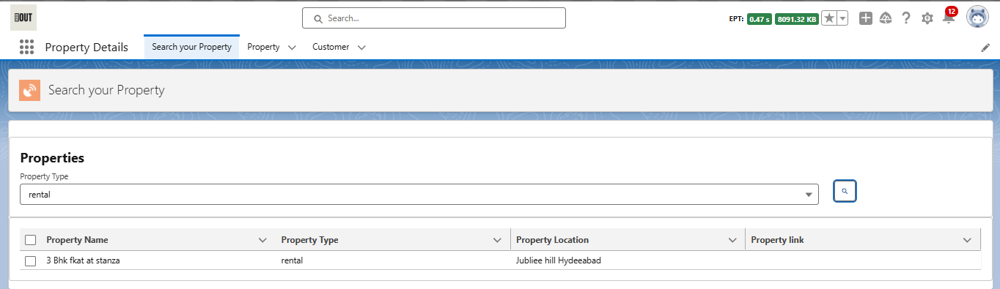 OUT
Search...
EPT: 0.47 s 8091.32 KB
12
Property Details Search your Property Property Customer
Search your Property
Properties
Property Type
rental
Property Name Property Type Property Location Property link
3 Bhk fkat at stanza rental Jubliee hill Hydeeabad